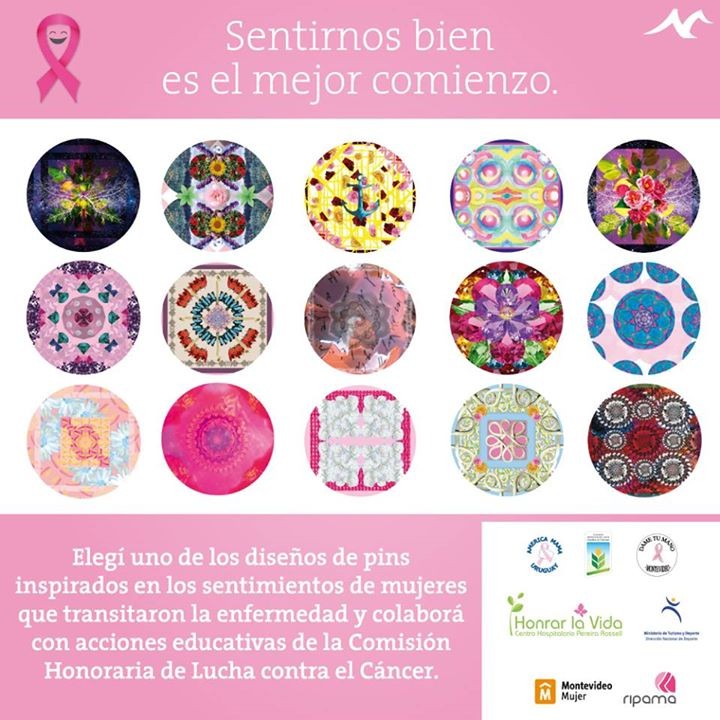 Sentirnos bien
es el mejor comienzo.
Elegí uno de los diseños de pins
inspirados en los sentimientos de mujeres
que transitaron la enfermedad y colaborá
con acciones educativas de la Comisión
Honoraria de Lucha contra el Cáncer.
AMERICA MAMA
URUGUAY
DAME TU MANO
MONTEVIDEO
Honrar la Vida
Centro Hospitalario Pereira Rossell
Ministerio de Turismo y Deporte
Dirección Nacional de Deporte
Montevideo
Mujer
ripama